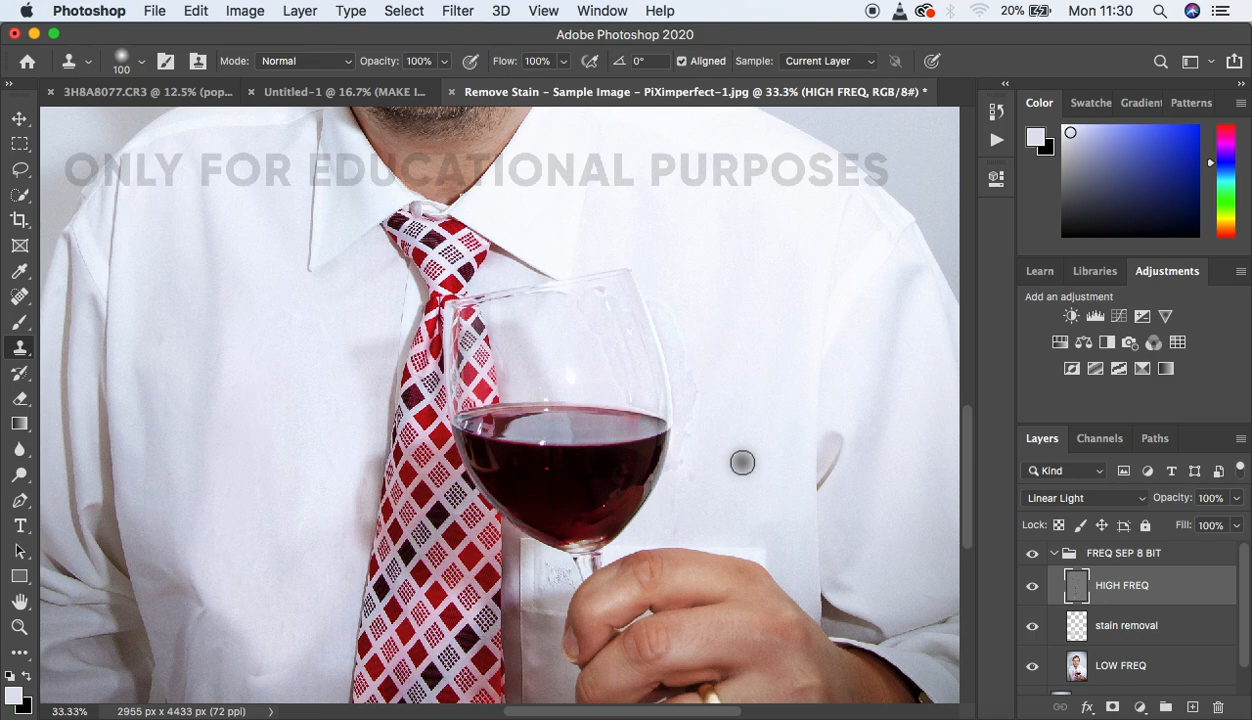 Photoshop File Edit Image Layer Type Select Filter 3D View Window Help 20% Mon 11:30
Adobe Photoshop 2020
100 Mode: Normal Opacity: 100% Flow: 100% 0° Aligned Sample: Current Layer
3H8A8077.CR3 @ 12.5% (pop... Untitled-1 @ 16.7% (MAKE I... Remove Stain - Sample Image - PiXimperfect-1.jpg @ 33.3% (HIGH FREQ, RGB/8#) *
Color Swatche Gradient Patterns
ONLY FOR EDUCATIONAL PURPOSES
Learn Libraries Adjustments
Add an adjustment
Layers Channels Paths
Kind
Linear Light Opacity: 100%
Lock: Fill: 100%
FREQ SEP 8 BIT
HIGH FREQ
stain removal
LOW FREQ
33.33% 2955 px x 4433 px (72 ppi)